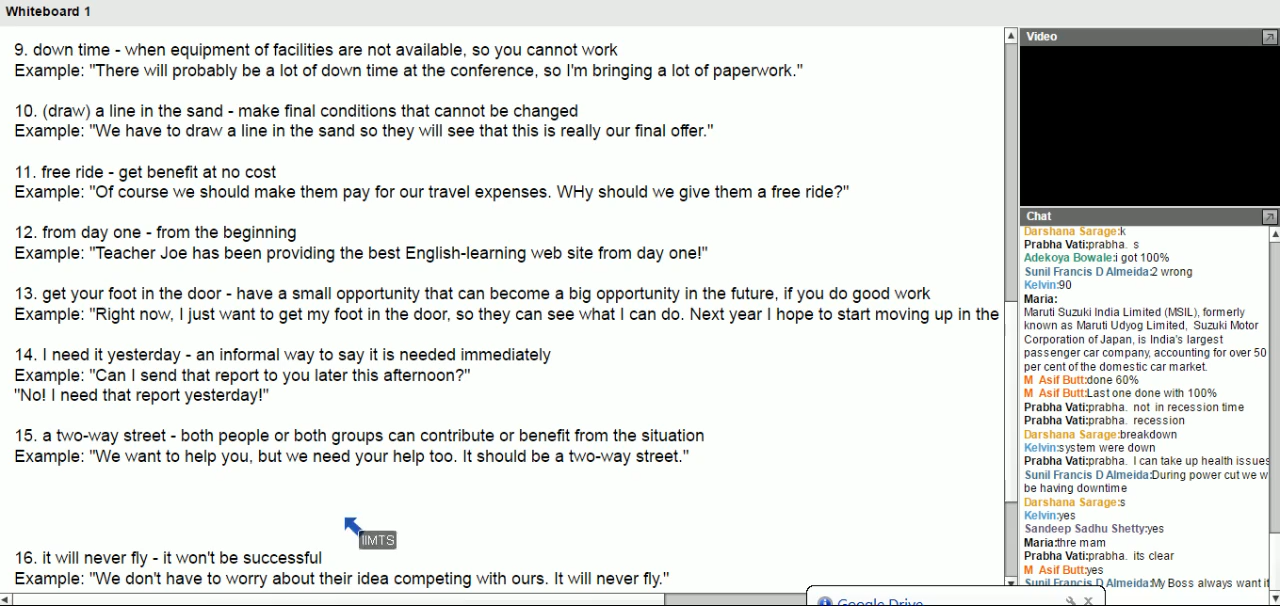 Whiteboard 1
9. down time - when equipment of facilities are not available, so you cannot work
Example: "There will probably be a lot of down time at the conference, so I'm bringing a lot of paperwork."
10. (draw) a line in the sand - make final conditions that cannot be changed
Example: "We have to draw a line in the sand so they will see that this is really our final offer."
11. free ride - get benefit at no cost
Example: "Of course we should make them pay for our travel expenses. WHy should we give them a free ride?"
12. from day one - from the beginning
Example: "Teacher Joe has been providing the best English-learning web site from day one!"
13. get your foot in the door - have a small opportunity that can become a big opportunity in the future, if you do good work
Example: "Right now, I just want to get my foot in the door, so they can see what I can do. Next year I hope to start moving up in the
14. I need it yesterday - an informal way to say it is needed immediately
Example: "Can I send that report to you later this afternoon?"
"No! I need that report yesterday!"
15. a two-way street - both people or both groups can contribute or benefit from the situation
Example: "We want to help you, but we need your help too. It should be a two-way street."
IIMTS
16. it will never fly - it won't be successful
Example: "We don't have to worry about their idea competing with ours. It will never fly."
Video
Chat
Darshana Sarage:k
Prabha Vati:prabha. s
Adekoya Bowale:i got 100%
Sunil Francis D Almeida:2 wrong
Kelvin:90
Maria:
Maruti Suzuki India Limited (MSIL), formerly
known as Maruti Udyog Limited, Suzuki Motor
Corporation of Japan, is India's largest
passenger car company, accounting for over 50
per cent of the domestic car market.
M Asif Butt:done 60%
M Asif Butt:Last one done with 100%
Prabha Vati:prabha. not in recession time
Prabha Vati:prabha. recession
Darshana Sarage:breakdown
Kelvin:system were down
Prabha Vati:prabha. I can take up health issues
Sunil Francis D Almeida:During power cut we w
be having downtime
Darshana Sarage:s
Kelvin:yes
Sandeep Sadhu Shetty:yes
Maria:thre mam
Prabha Vati:prabha. its clear
M Asif Butt:yes
Sunil Francis D Almeida:My Boss always want it
Google Drive